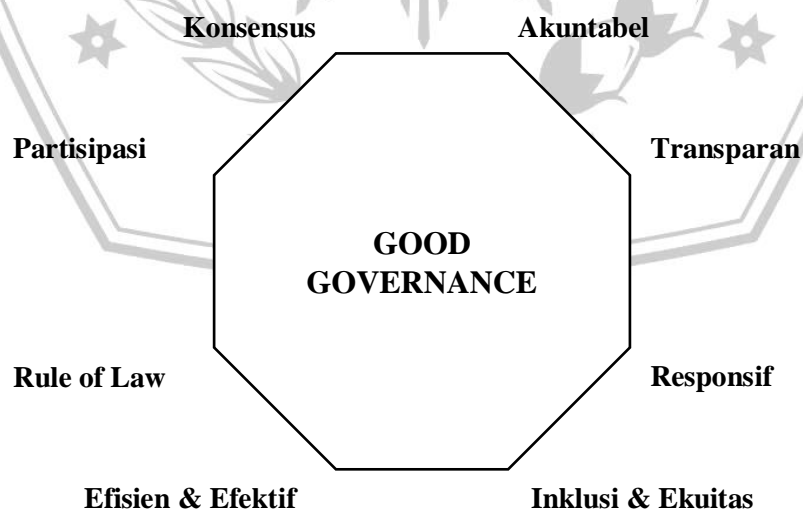 Konsensus
Akuntabel
Partisipasi
Transparan
GOOD
GOVERNANCE
Rule of Law
Responsif
Efisien & Efektif
Inklusi & Ekuitas